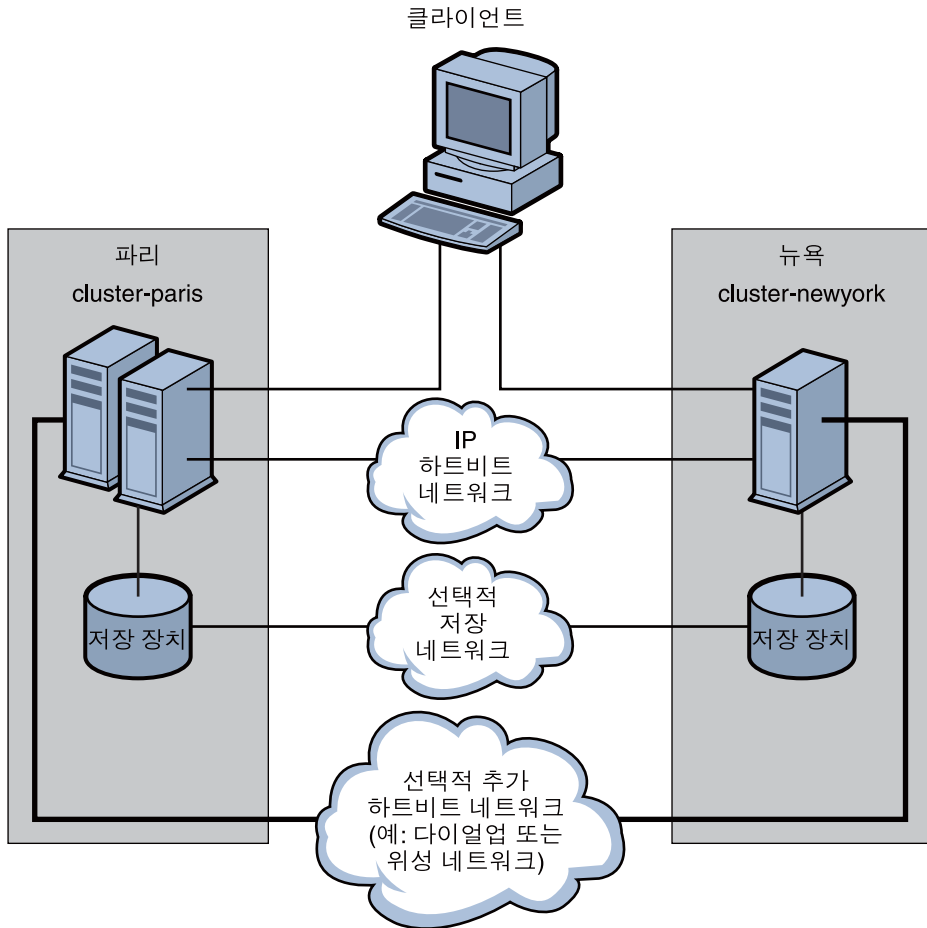 클라이언트
파리
cluster-paris
뉴욕
cluster-newyork
IP
하트비트
네트워크
선택적
저장
네트워크
저장 장치
저장 장치
선택적 추가
하트비트 네트워크
(예: 다이얼업 또는
위성 네트워크)